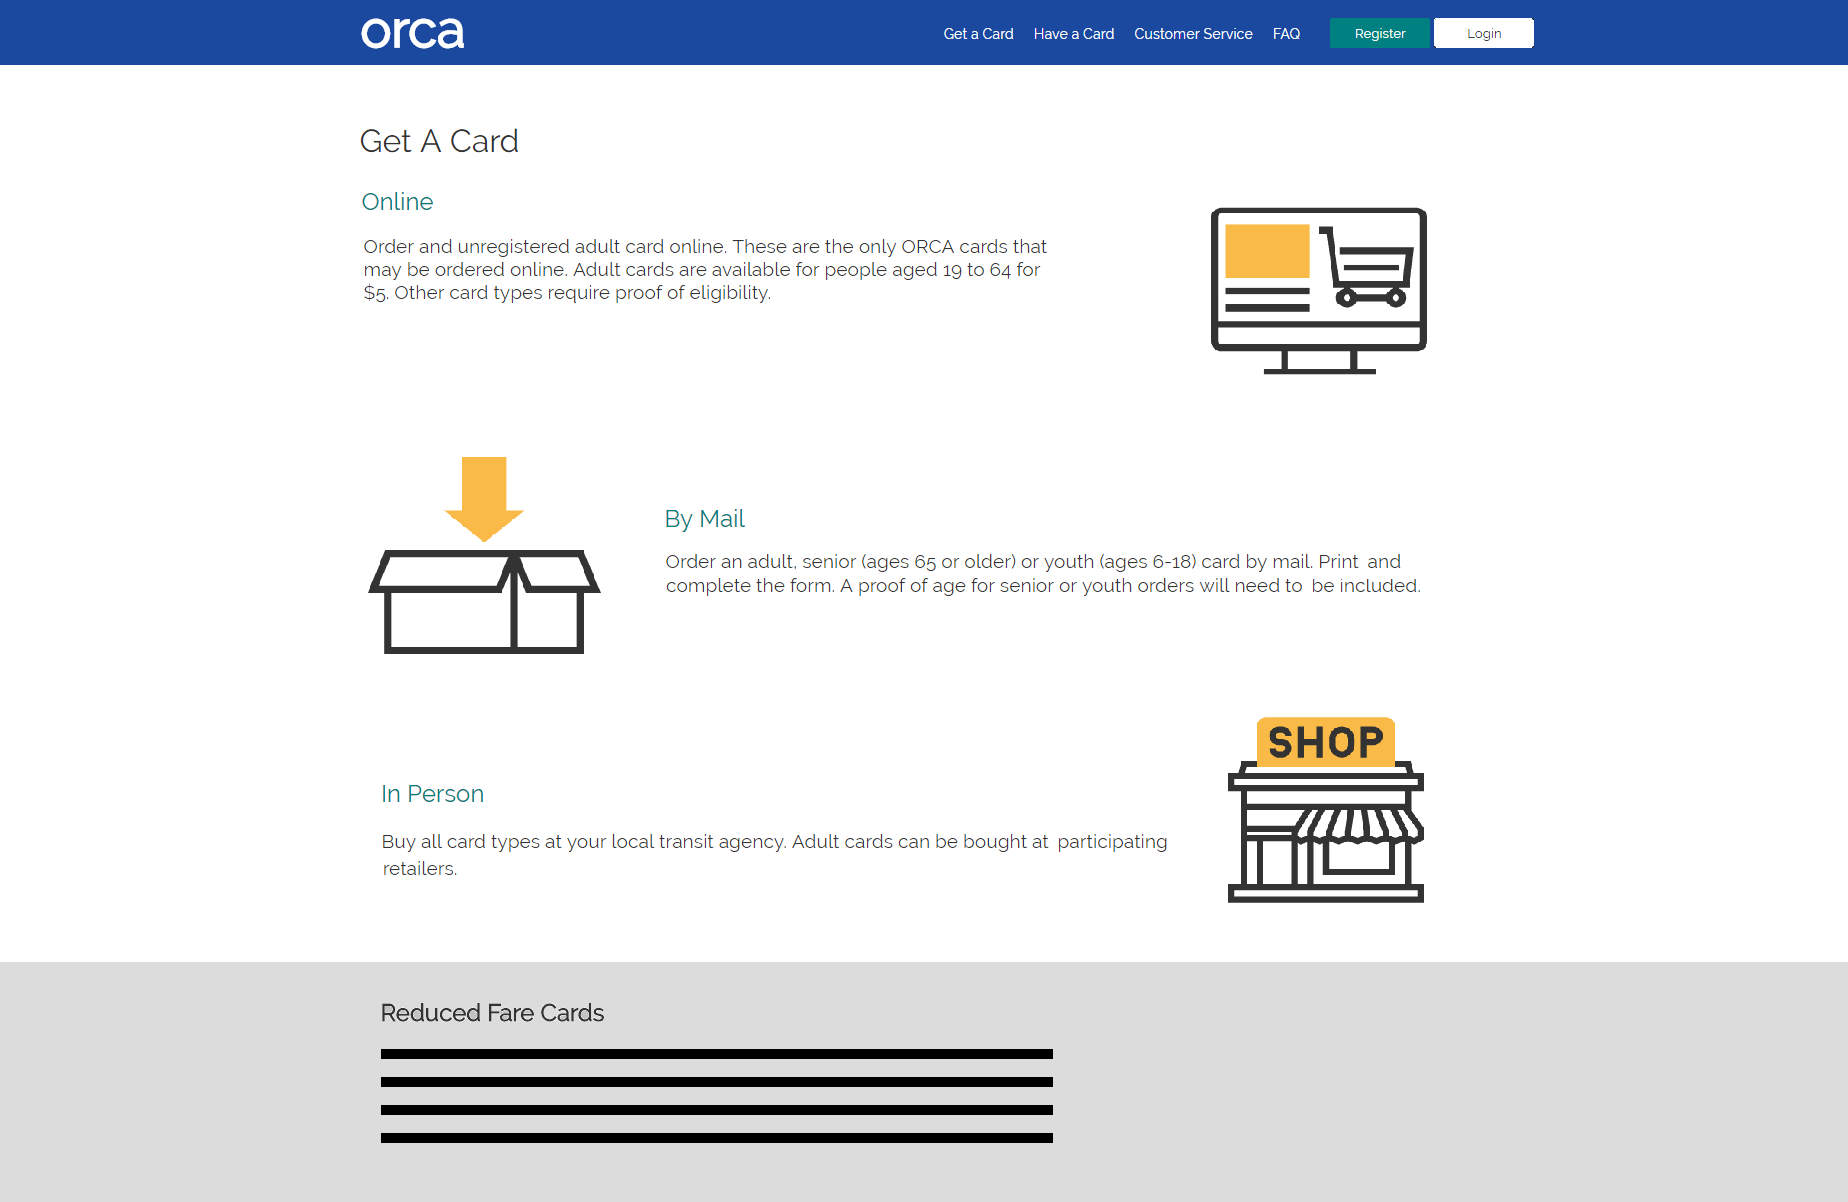 orca
Get a Card Have a Card Customer Service FAQ Register Login
Get A Card
Online
Order and unregistered adult card online. These are the only ORCA cards that
may be ordered online. Adult cards are available for people aged 19 to 64 for
$5. Other card types require proof of eligibility.
By Mail
Order an adult, senior (ages 65 or older) or youth (ages 6-18) card by mail. Print and
complete the form. A proof of age for senior or youth orders will need to be included.
SHOP
In Person
Buy all card types at your local transit agency. Adult cards can be bought at participating
retailers.
Reduced Fare Cards